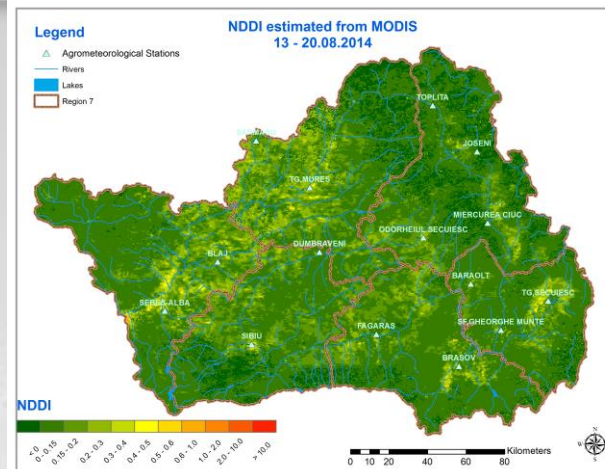 NDDI estimated from MODIS
13 - 20.08.2014
Legend
Agrometeorological Stations
Rivers
Lakes
Region 7
TOPLITA
JOSENI
TG.MURES
MIERCUREA CIUC
ODORHEIUL SECUIESC
DUMBRAVENI
BLAJ
BARAOLT
TG.SECUIESC
SEBES-ALBA
SF.GHEORGHE MUNTE
FAGARAS
SIBIU
BRASOV
NDDI
< 0
0 - 0.15
0.15 - 0.2
0.2 - 0.3
0.3 - 0.4
0.4 - 0.5
0.5 - 0.6
0.6 - 1.0
1.0 - 2.0
2.0 - 10.0
> 10.0
Kilometers
0 10 20 40 60 80
N
E
S
W